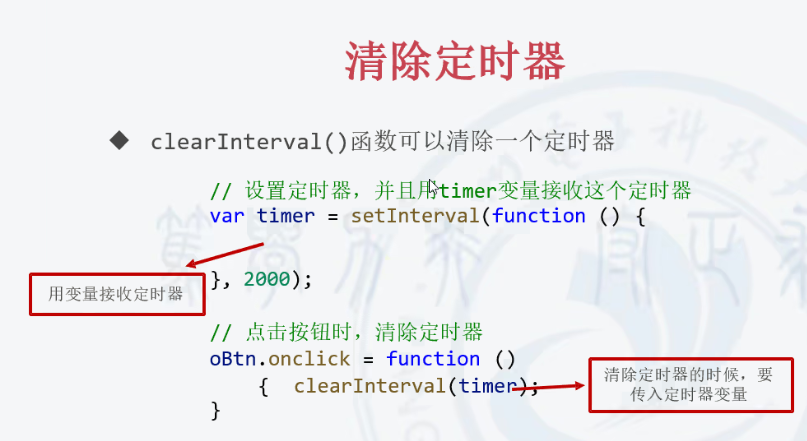 清除定时器
◆ clearInterval()函数可以清除一个定时器
// 设置定时器，并且用timer变量接收这个定时器
var timer = setInterval(function () {
用变量接收定时器
}, 2000);
// 点击按钮时，清除定时器
oBtn.onclick = function ()
{ clearInterval(timer);
}
清除定时器的时候，要
传入定时器变量